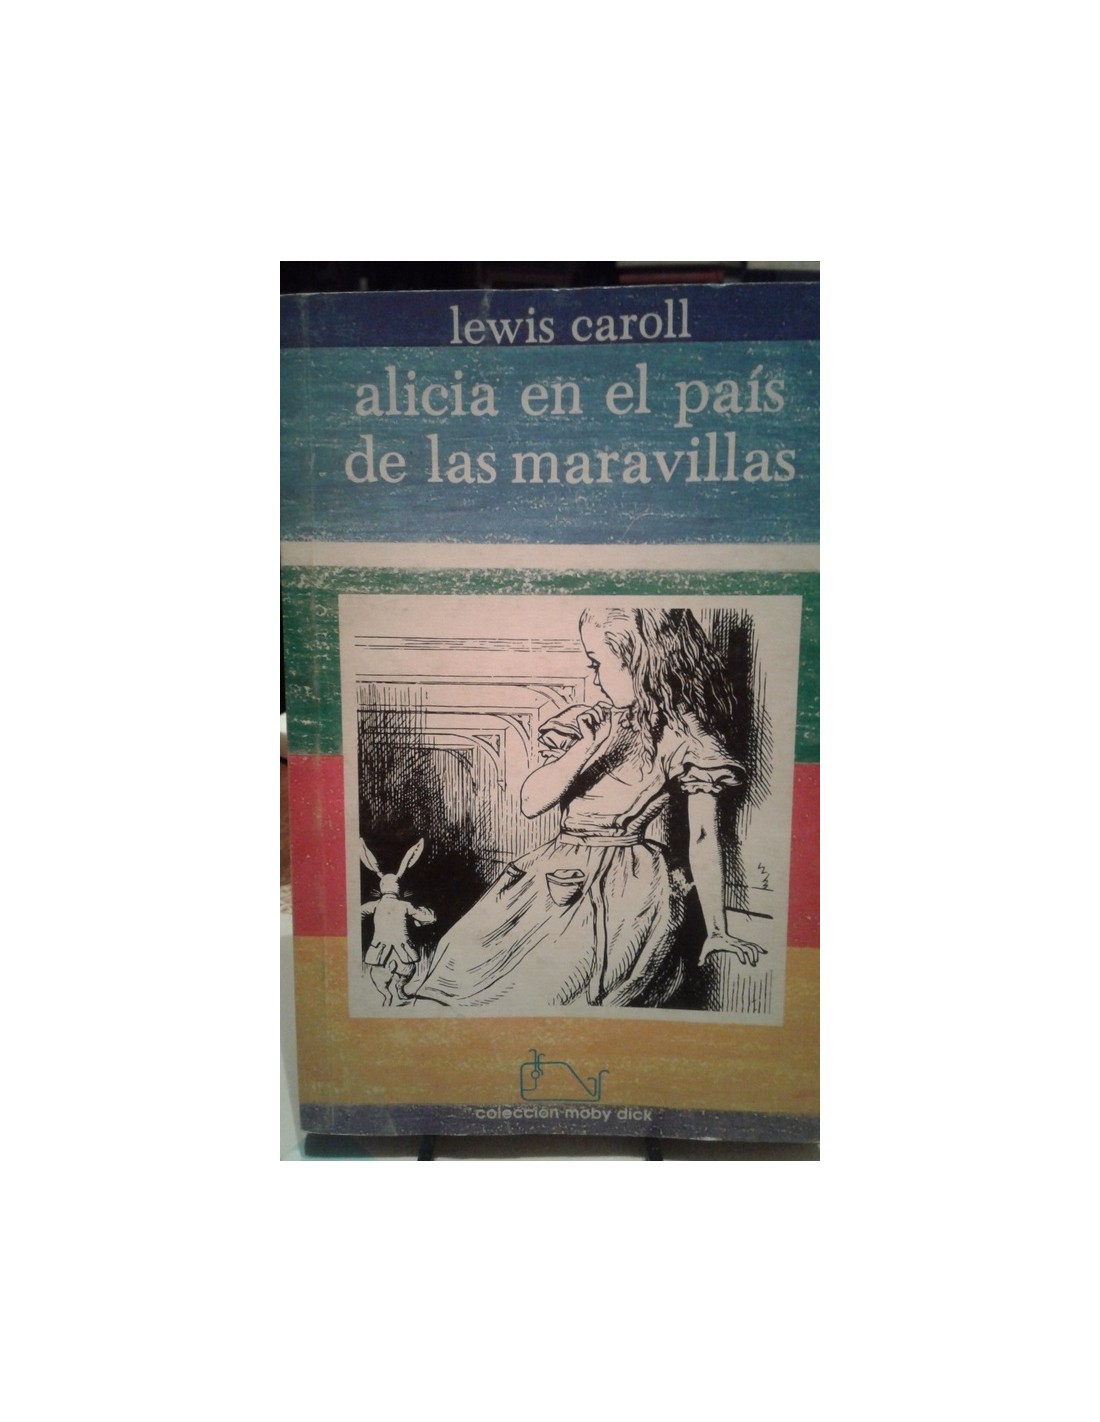 lewis caroll
alicia en el país
de las maravillas
colección moby dick